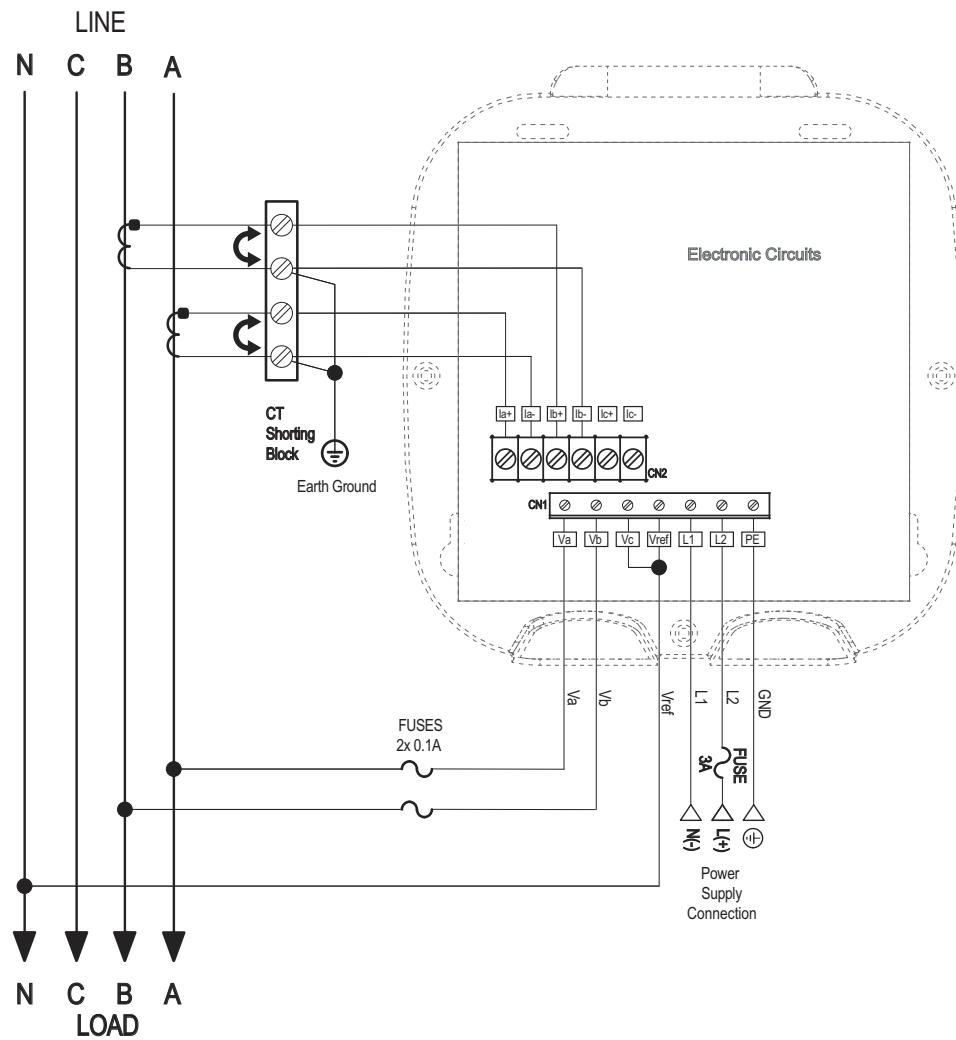 LINE
N C B A
Electronic Circuits
CT
Shorting
Block
Earth Ground
Ia+ Ia- Ib+ Ib- Ic+ Ic-
CN2
CN1
Va Vb Vc Vref L1 L2 PE
Va Vb Vref L1 L2 GND
FUSES
2x 0.1A
FUSE
3A
N(-) L(+)
Power
Supply
Connection
N C B A
LOAD